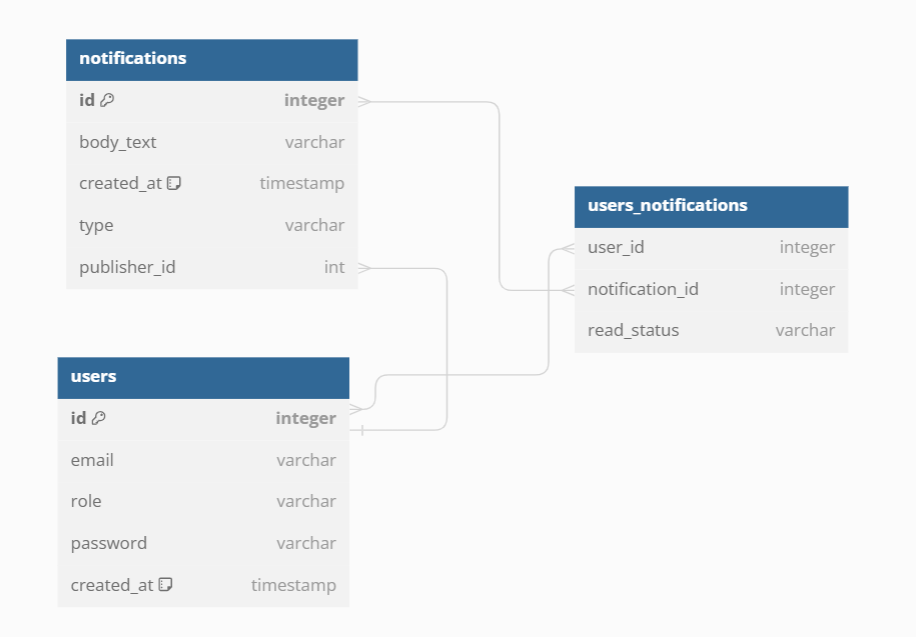 notifications
id integer
body_text varchar
created_at timestamp
type varchar
publisher_id int
users_notifications
user_id integer
notification_id integer
read_status varchar
users
id integer
email varchar
role varchar
password varchar
created_at timestamp